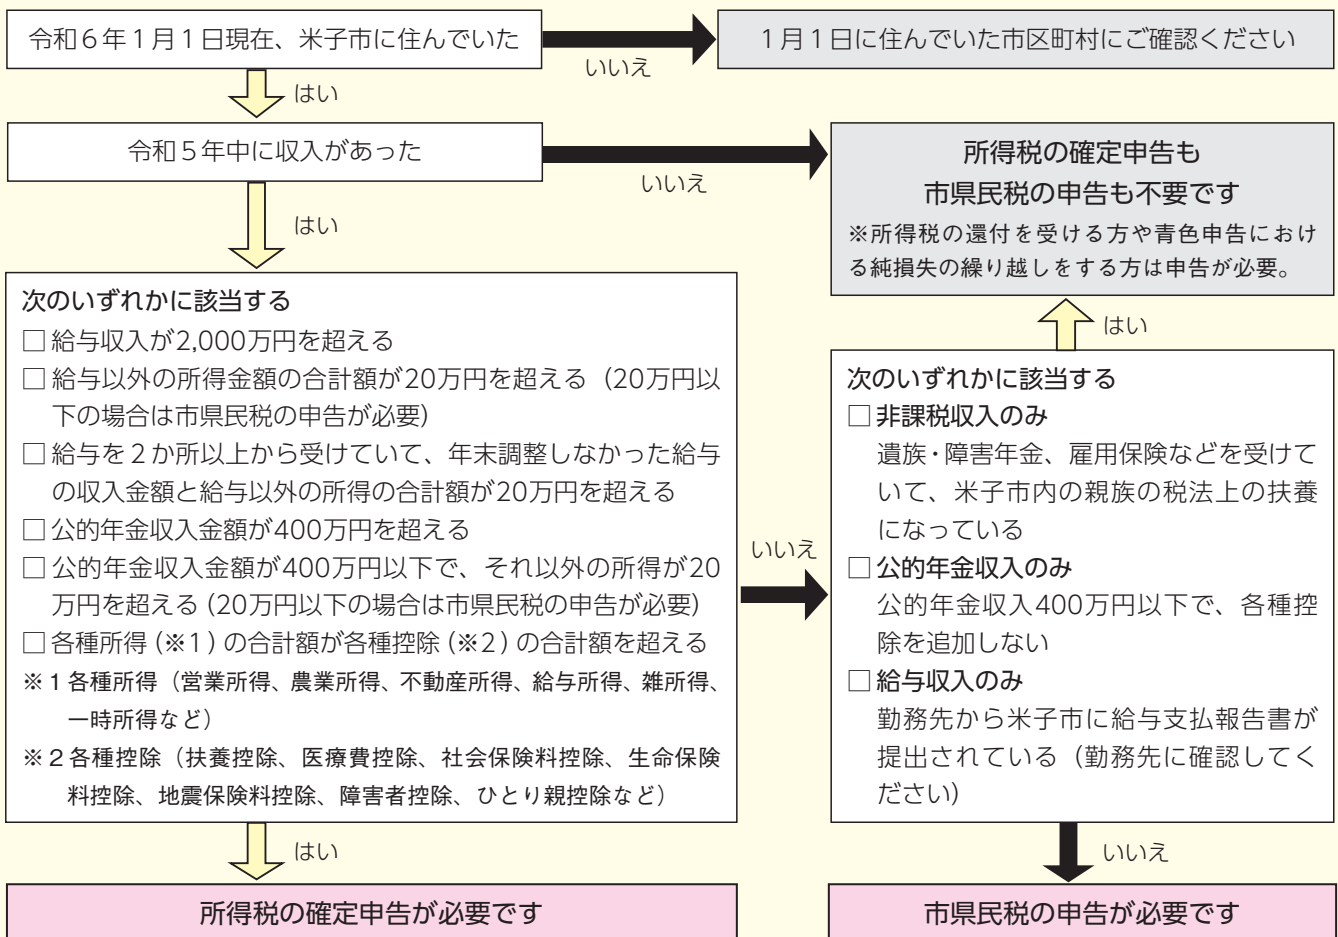 令和６年１月１日現在、米子市に住んでいた
いいえ
１月１日に住んでいた市区町村にご確認ください
はい
令和５年中に収入があった
いいえ
所得税の確定申告も
市県民税の申告も不要です
※所得税の還付を受ける方や青色申告におけ
る純損失の繰り越しをする方は申告が必要。
はい
次のいずれかに該当する
□給与収入が2,000万円を超える
□給与以外の所得金額の合計額が20万円を超える（20万円以
下の場合は市県民税の申告が必要）
□給与を２か所以上から受けていて、年末調整しなかった給与
の収入金額と給与以外の所得の合計額が20万円を超える
□公的年金収入金額が400万円を超える
□公的年金収入金額が400万円以下で、それ以外の所得が20
万円を超える（20万円以下の場合は市県民税の申告が必要）
□各種所得（※１）の合計額が各種控除（※２）の合計額を超える
※１各種所得（営業所得、農業所得、不動産所得、給与所得、雑所得、
一時所得など）
※２各種控除（扶養控除、医療費控除、社会保険料控除、生命保険
料控除、地震保険料控除、障害者控除、ひとり親控除など）
いいえ
はい
次のいずれかに該当する
□非課税収入のみ
遺族・障害年金、雇用保険などを受けて
いて、米子市内の親族の税法上の扶養
になっている
□公的年金収入のみ
公的年金収入400万円以下で、各種控
除を追加しない
□給与収入のみ
勤務先から米子市に給与支払報告書が
提出されている（勤務先に確認してく
ださい）
はい
いいえ
所得税の確定申告が必要です
市県民税の申告が必要です